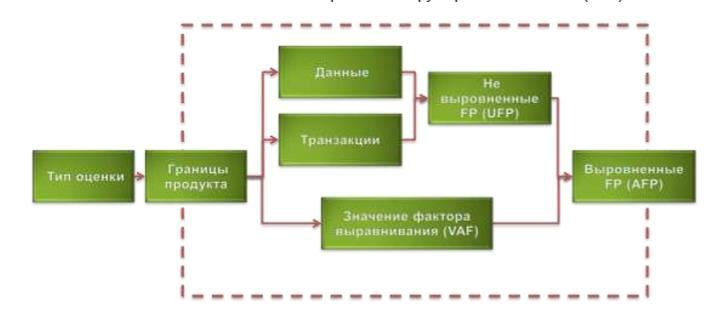 Данные
Не
выровненные
FP (UFP)
Транзакции
Тип оценки
Границы
продукта
Выровненные
FP (AFP)
Значение фактора
выравнивания (VAF)